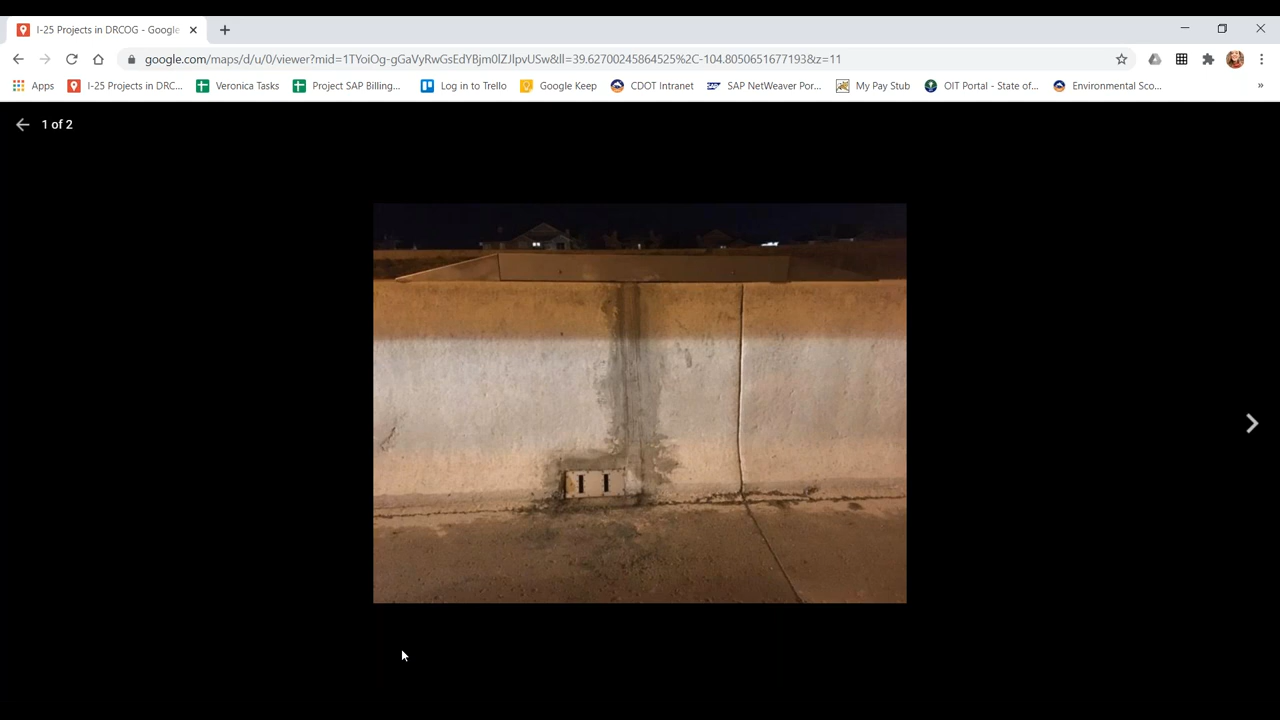 I-25 Projects in DRCOG - Google
google.com/maps/d/u/0/viewer?mid=1TYoiOg-gGaVyRwGsEdYBjm0lZJlpvUSw&ll=39.62700245864525%2C-104.8050651677193&z=11
Apps I-25 Projects in DRC... Veronica Tasks Project SAP Billing... Log in to Trello Google Keep CDOT Intranet SAP NetWeaver Por... My Pay Stub OIT Portal - State of... Environmental Sco... »
1 of 2